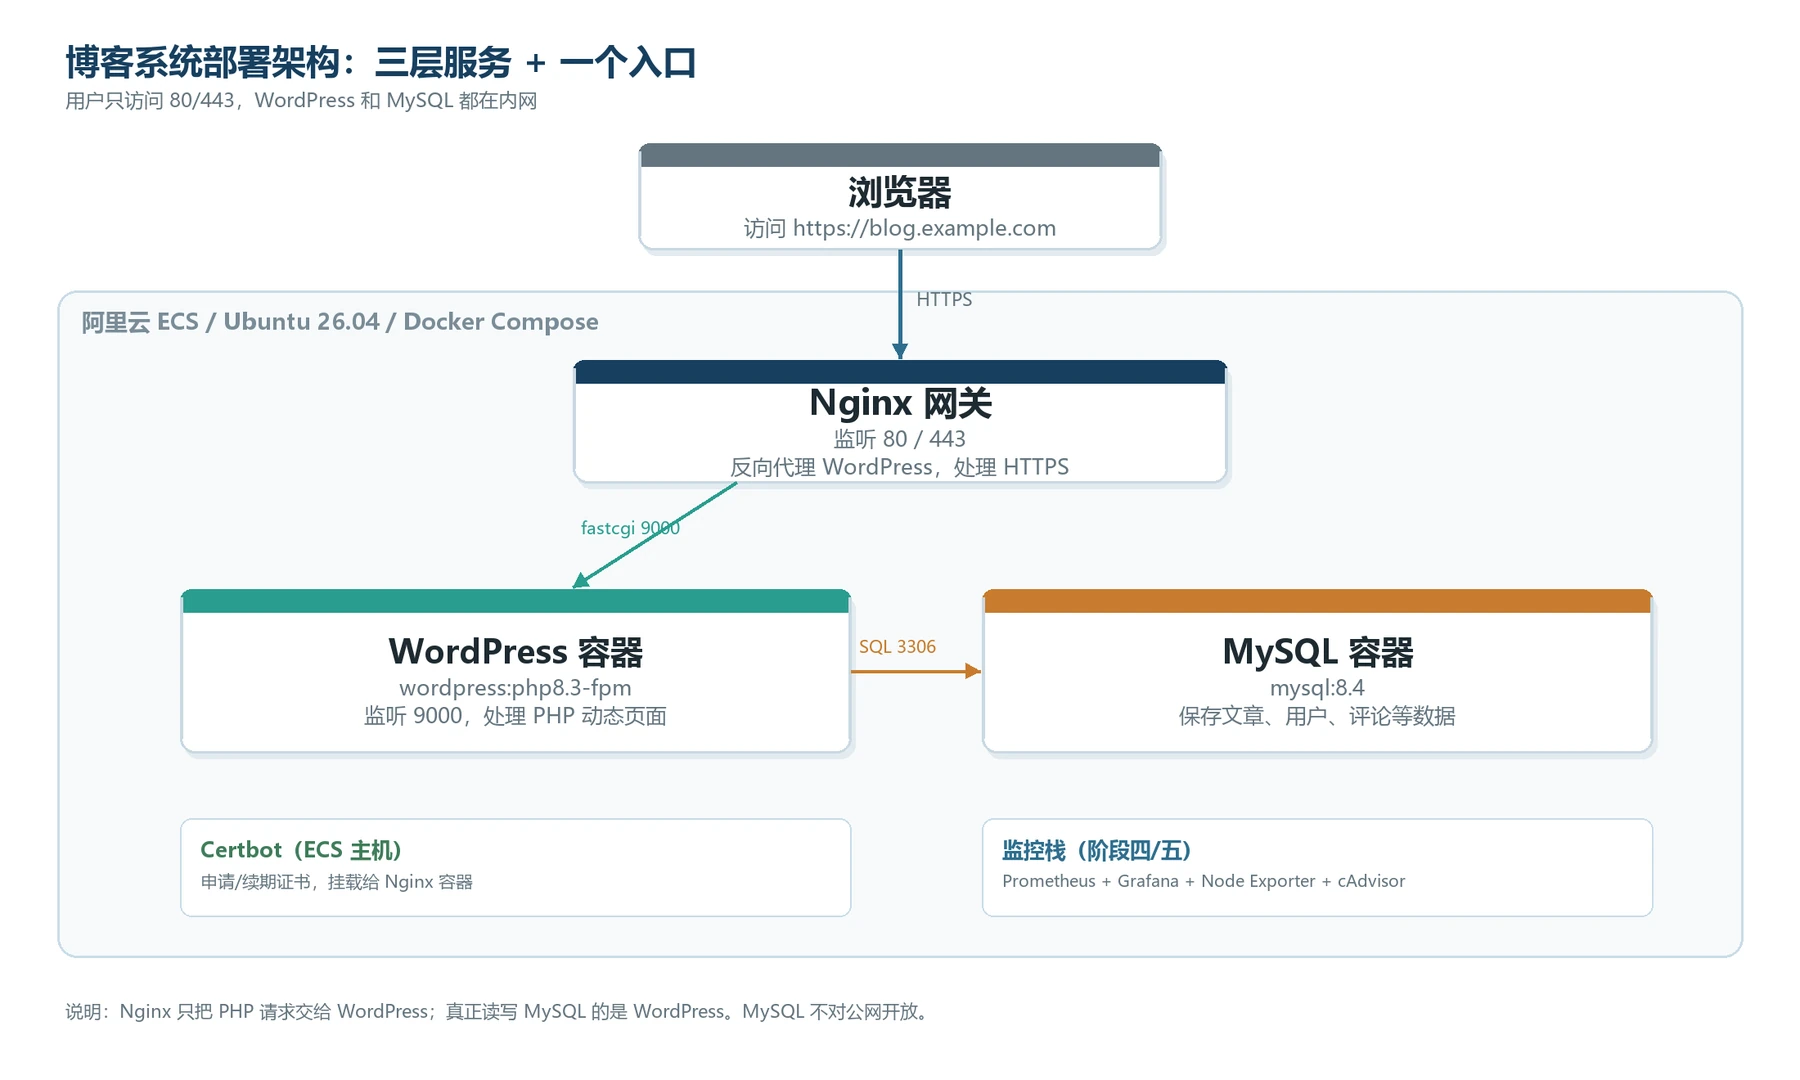 博客系统部署架构：三层服务 + 一个入口
用户只访问 80/443，WordPress 和 MySQL 都在内网
浏览器
访问 https://blog.example.com
HTTPS
阿里云 ECS / Ubuntu 26.04 / Docker Compose
Nginx 网关
监听 80 / 443
反向代理 WordPress，处理 HTTPS
fastcgi 9000
WordPress 容器
wordpress:php8.3-fpm
监听 9000，处理 PHP 动态页面
SQL 3306
MySQL 容器
mysql:8.4
保存文章、用户、评论等数据
Certbot（ECS 主机）
申请/续期证书，挂载给 Nginx 容器
监控栈（阶段四/五）
Prometheus + Grafana + Node Exporter + cAdvisor
说明：Nginx 只把 PHP 请求交给 WordPress；真正读写 MySQL 的是 WordPress。MySQL 不对公网开放。